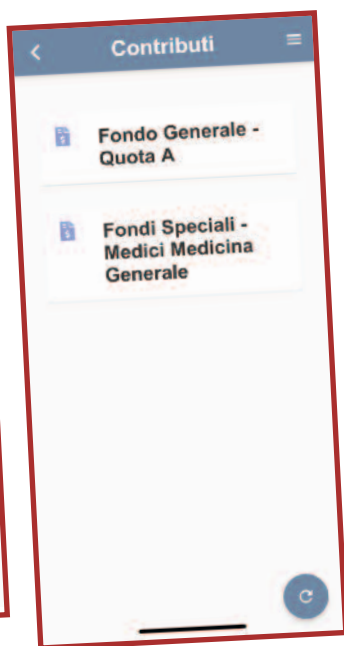 Contributi
Fondo Generale -
Quota A
Fondi Speciali -
Medici Medicina
Generale